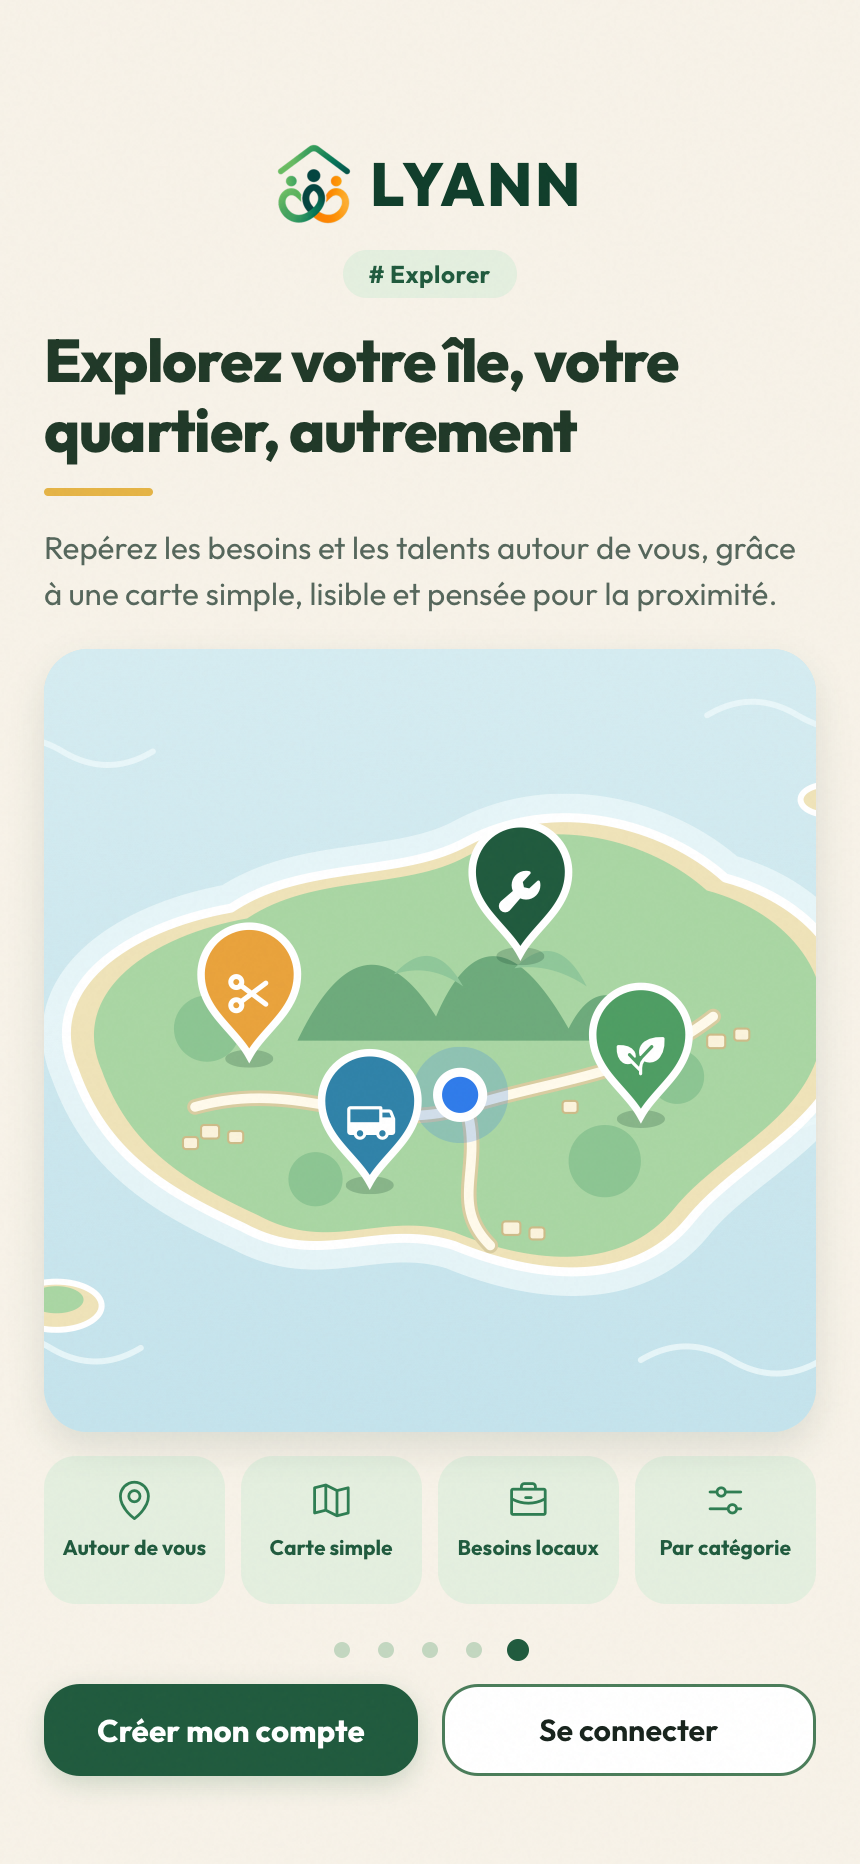 LYANN
# Explorer
Explorez votre île, votre
quartier, autrement
Repérez les besoins et les talents autour de vous, grâce
à une carte simple, lisible et pensée pour la proximité.
Autour de vous
Carte simple
Besoins locaux
Par catégorie
Créer mon compte
Se connecter